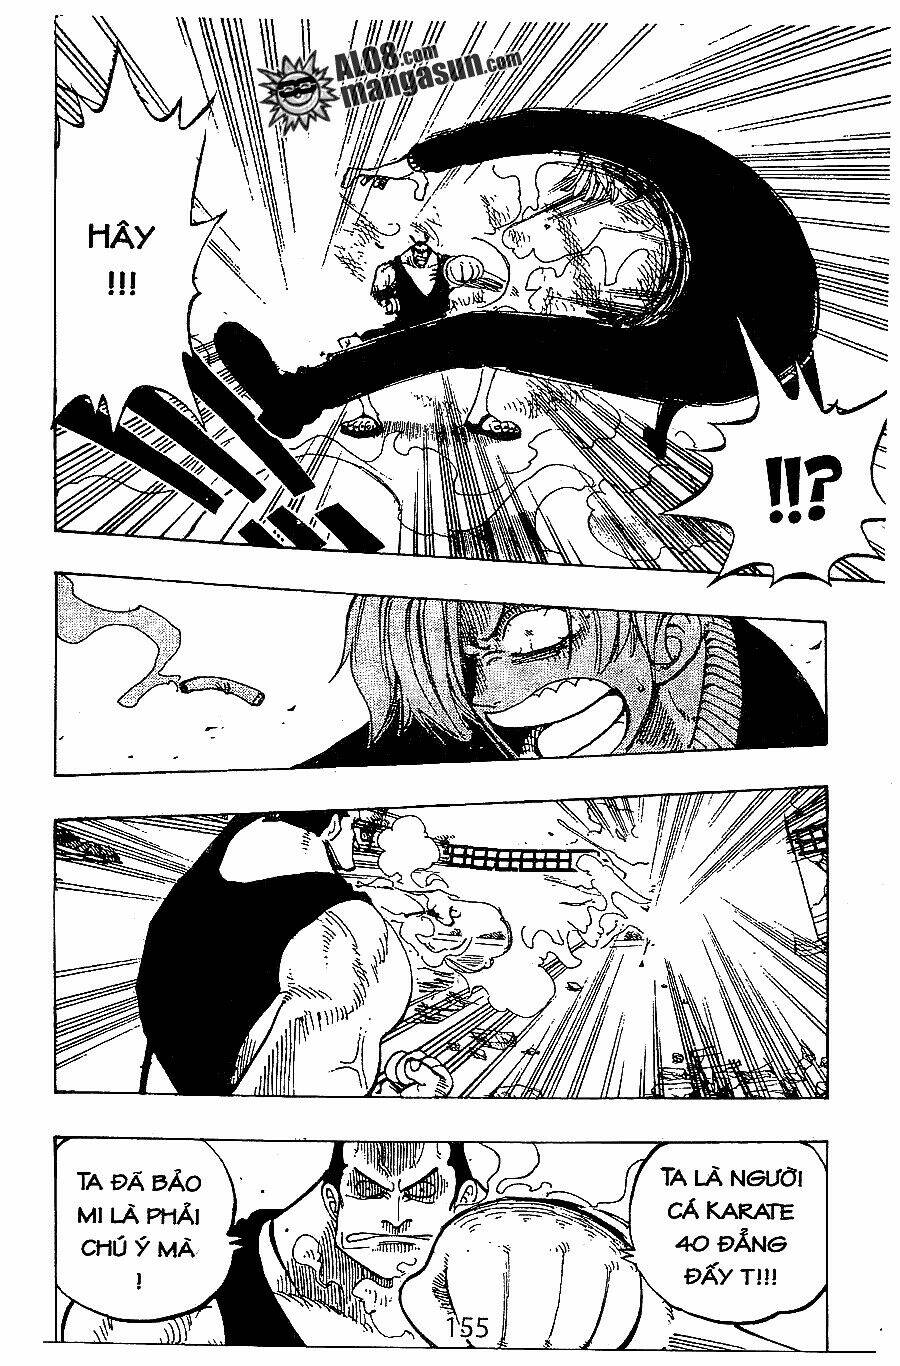 ALO8.com
mangasun.com
HÂY
!!!
!!?
TA LÀ NGƯỜI
CÁ KARATE
40 ĐẲNG
ĐẤY T!!!
TA ĐÃ BẢO
MI LÀ PHẢI
CHÚ Ý MÀ
!
155